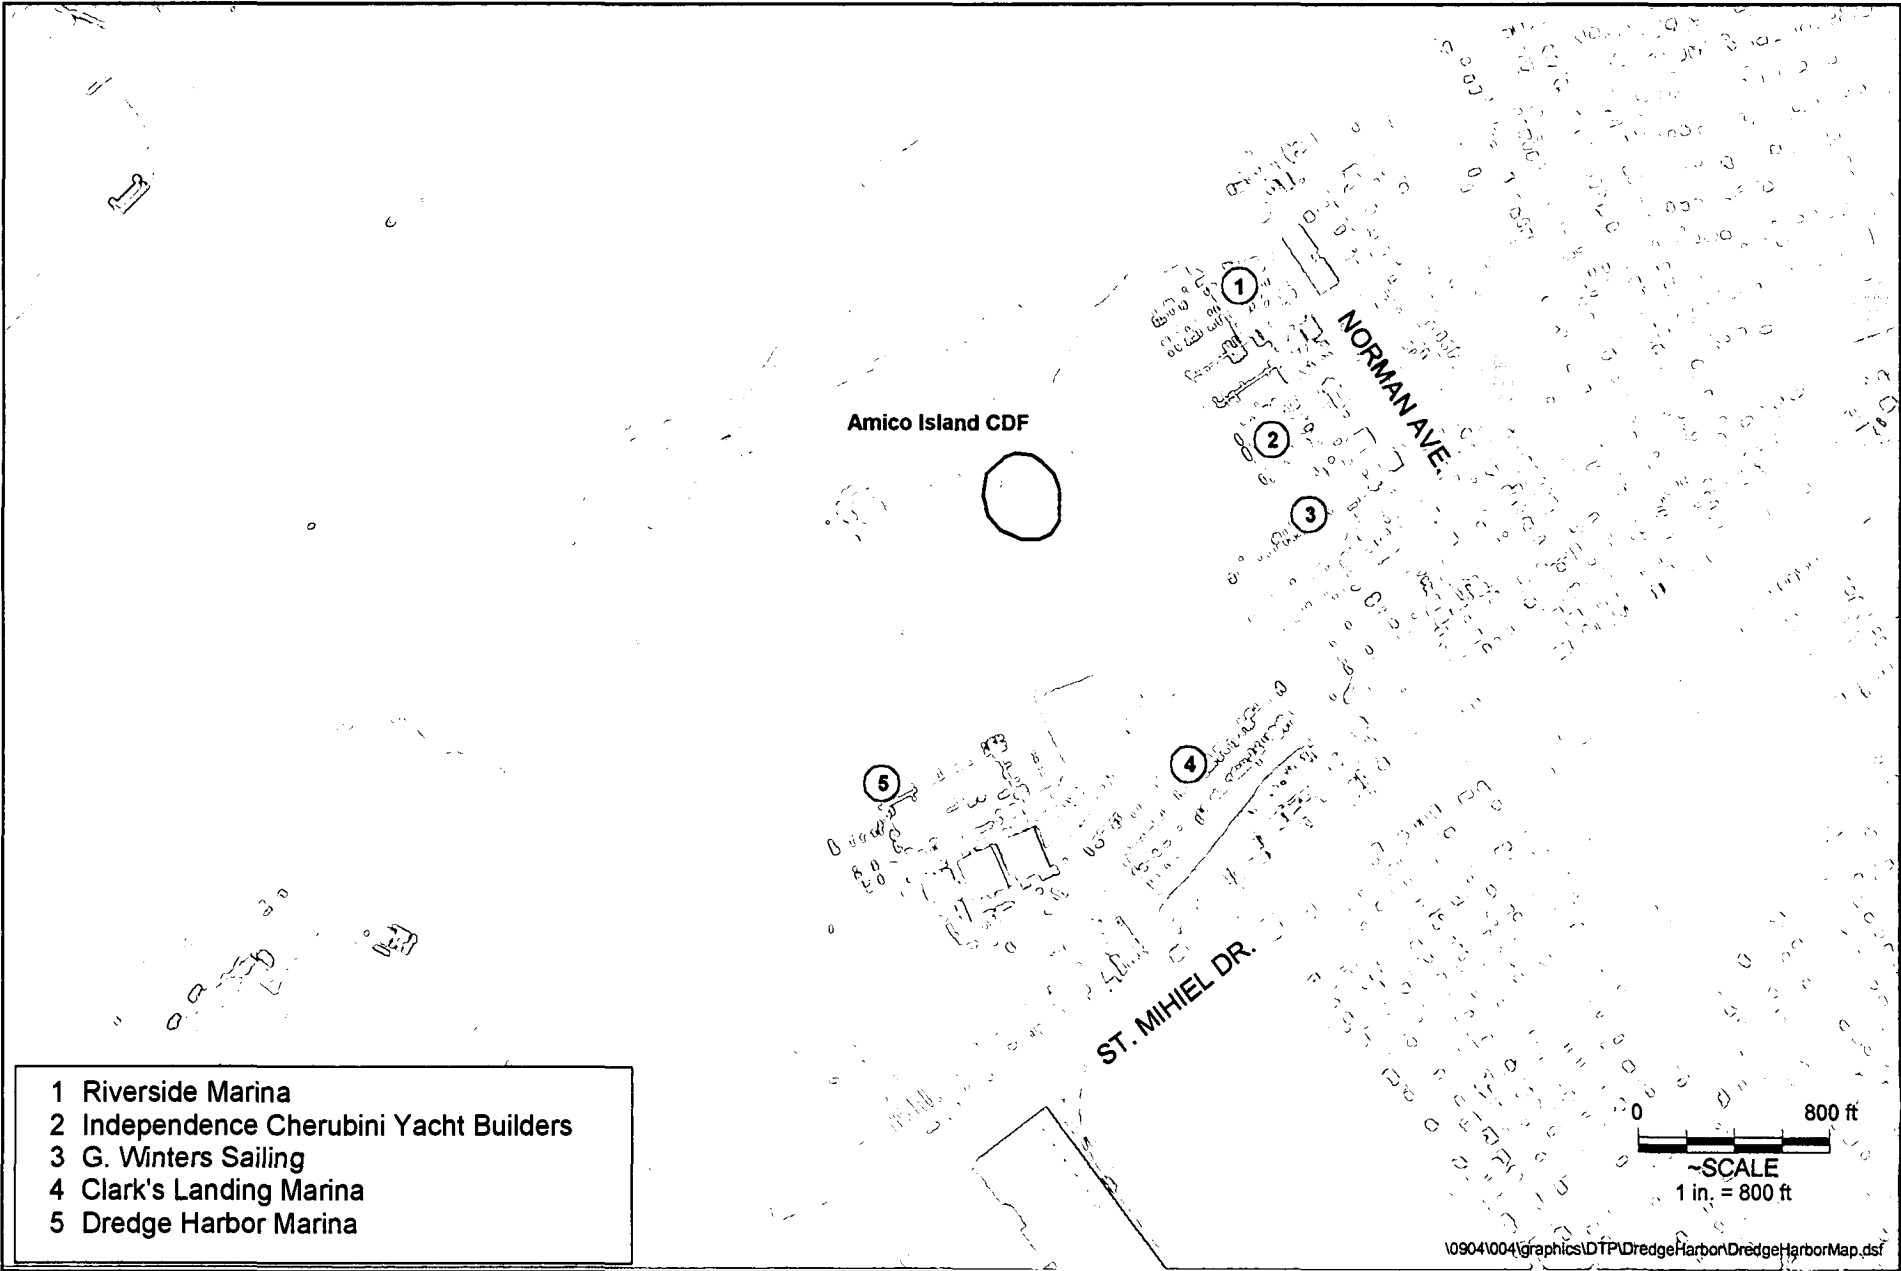 1
NORMAN AVE.
Amico Island CDF
2
3
4
5
ST. MIHIEL DR.
1 Riverside Marina
2 Independence Cherubini Yacht Builders
3 G. Winters Sailing
4 Clark's Landing Marina
5 Dredge Harbor Marina
0 800 ft
~SCALE
1 in. = 800 ft
\0904\004\graphics\DTP\DredgeHarbor\DredgeHarborMap.dsf